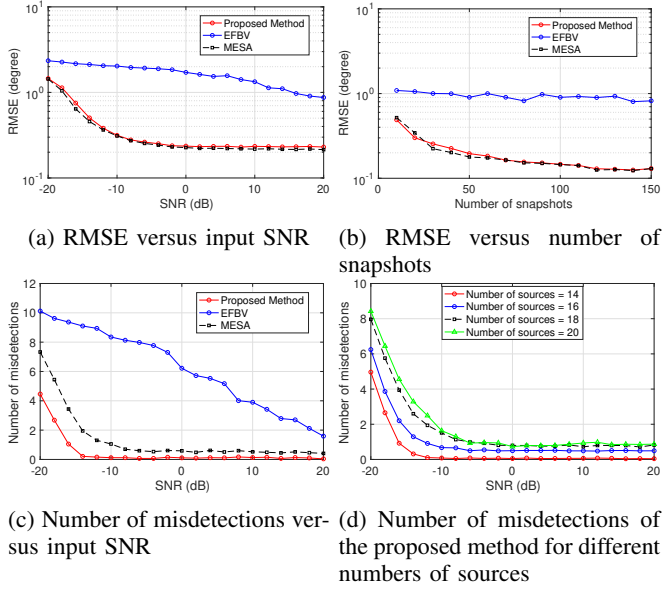 Proposed Method
EFBV
MESA
RMSE (degree)
10^1
10^0
10^-1
-20 -10 0 10 20
SNR (dB)
(a) RMSE versus input SNR
Proposed Method
EFBV
MESA
RMSE (degree)
10^1
10^0
10^-1
0 50 100 150
Number of snapshots
(b) RMSE versus number of
snapshots
Proposed Method
EFBV
MESA
Number of misdetections
12
10
8
6
4
2
0
-20 -10 0 10 20
SNR (dB)
(c) Number of misdetections ver-
sus input SNR
Number of sources = 14
Number of sources = 16
Number of sources = 18
Number of sources = 20
Number of misdetections
10
8
6
4
2
0
-20 -10 0 10 20
SNR (dB)
(d) Number of misdetections of
the proposed method for different
numbers of sources